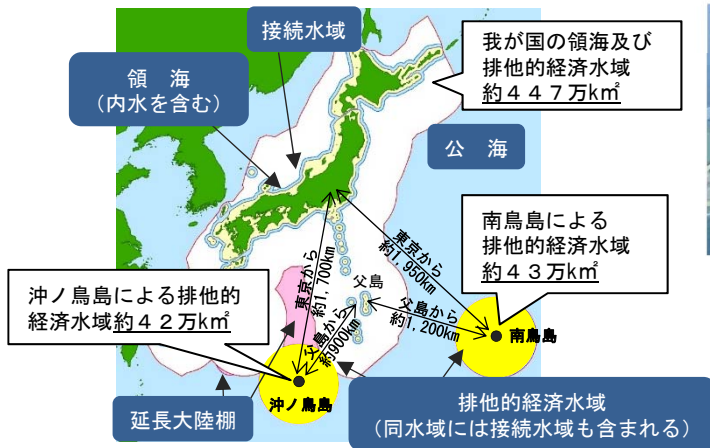 接続水域
領　海
（内水を含む）
我が国の領海及び
排他的経済水域
約４４７万k㎡
公　海
南鳥島による
排他的経済水域
約４３万k㎡
東京から
約1,950km
東京から
約1,700km
父島
父島から
約1,200km
父島から
約900km
沖ノ鳥島による排他的
経済水域約４２万k㎡
南鳥島
沖ノ鳥島
延長大陸棚
排他的経済水域
（同水域には接続水域も含まれる）